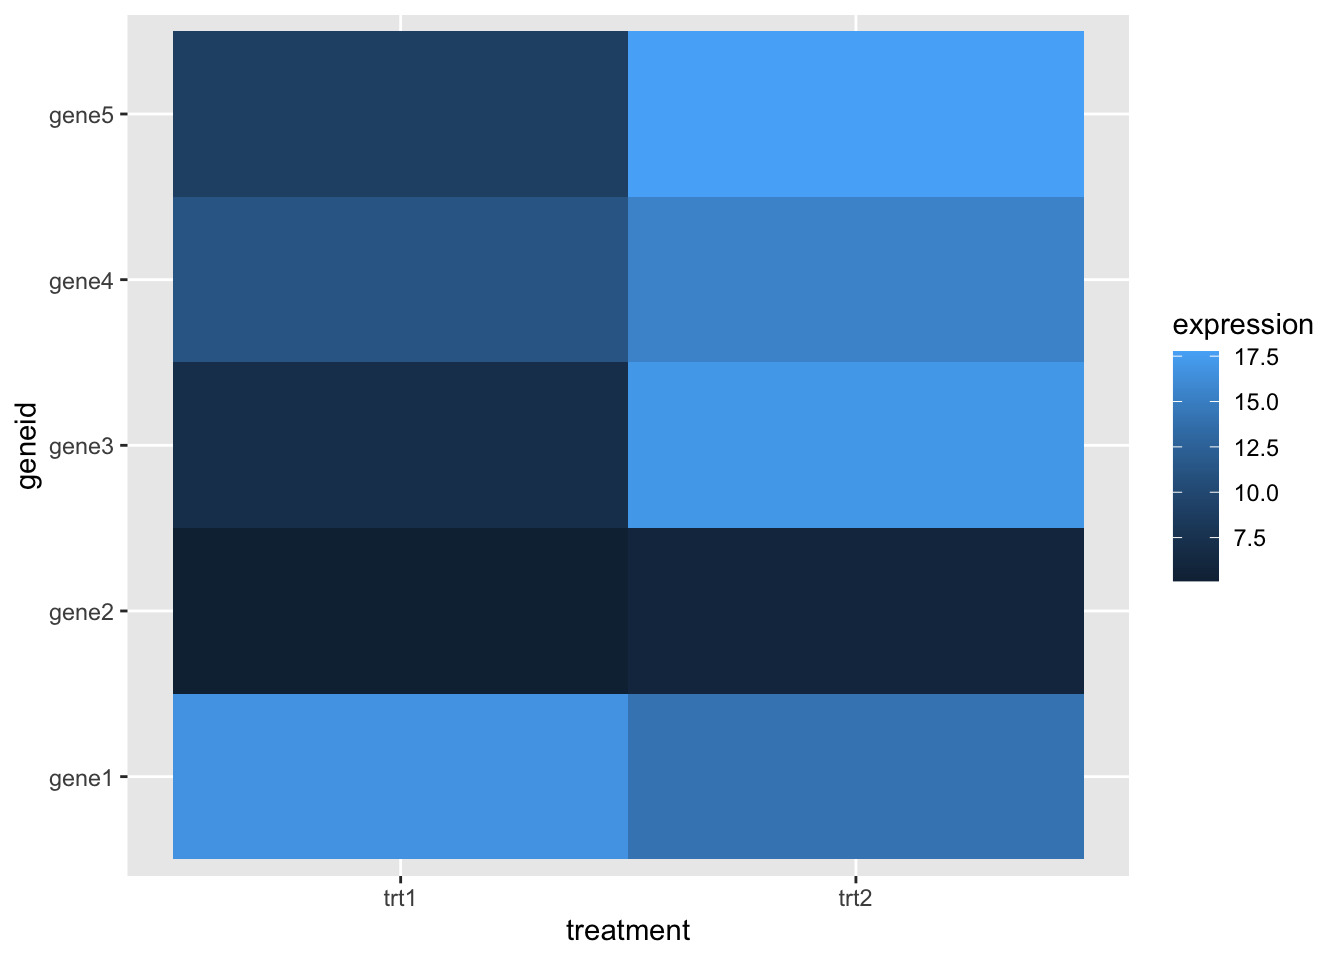 gene5
gene4
gene3
gene2
gene1
geneid
trt1
trt2
treatment
expression
17.5
15.0
12.5
10.0
7.5